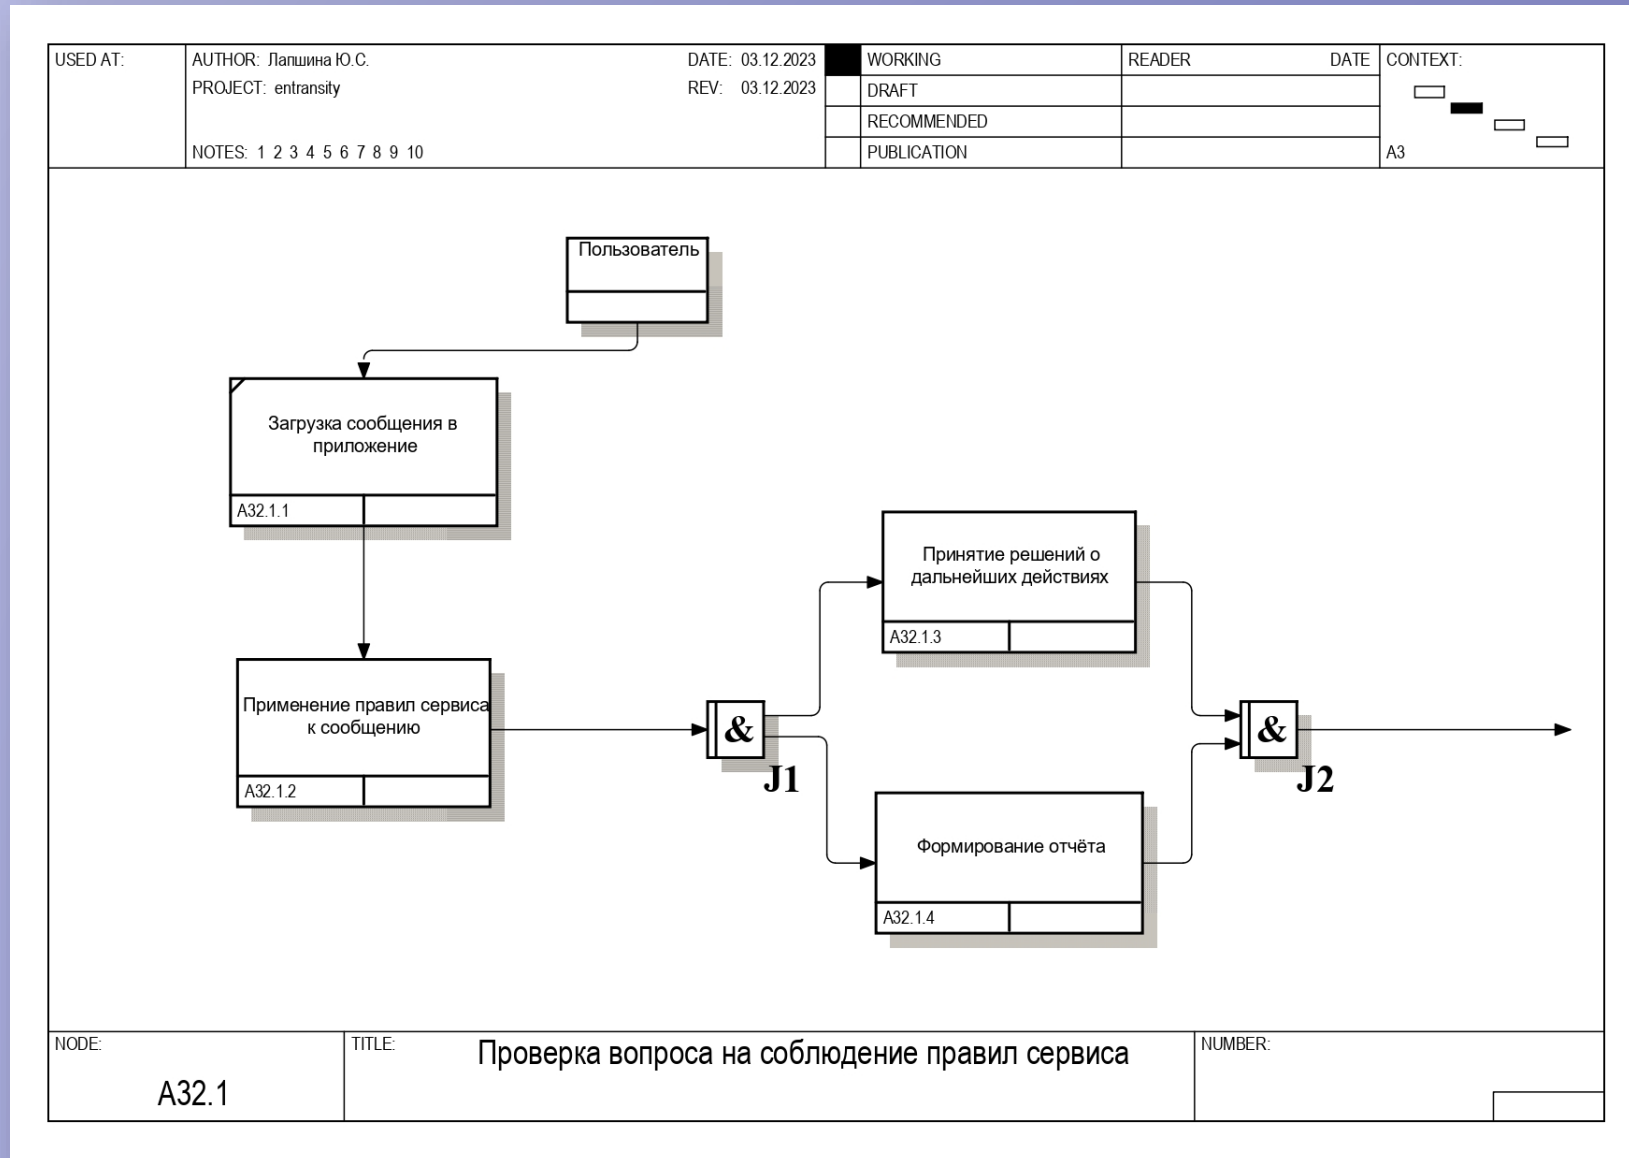 USED AT:
AUTHOR: Лапшина Ю.С.
DATE: 03.12.2023
WORKING
READER DATE
CONTEXT:
PROJECT: entransity
REV: 03.12.2023
DRAFT
RECOMMENDED
NOTES: 1 2 3 4 5 6 7 8 9 10
PUBLICATION
A3
Пользователь
Загрузка сообщения в
приложение
A32.1.1
Принятие решений о
дальнейших действиях
A32.1.3
Применение правил сервиса
к сообщению
A32.1.2
&
J1
&
J2
Формирование отчёта
A32.1.4
NODE:
A32.1
TITLE:
Проверка вопроса на соблюдение правил сервиса
NUMBER: